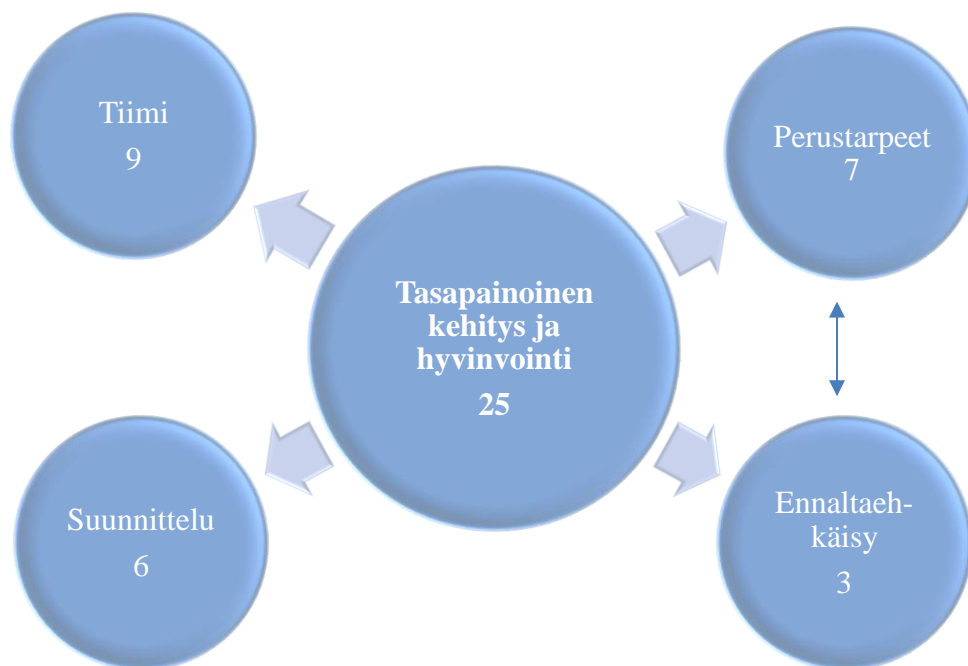 Tiimi
9
Perustarpeet
7
Tasapainoinen
kehitys ja
hyvinvointi
25
Suunnittelu
6
Ennaltaeh-
käisy
3